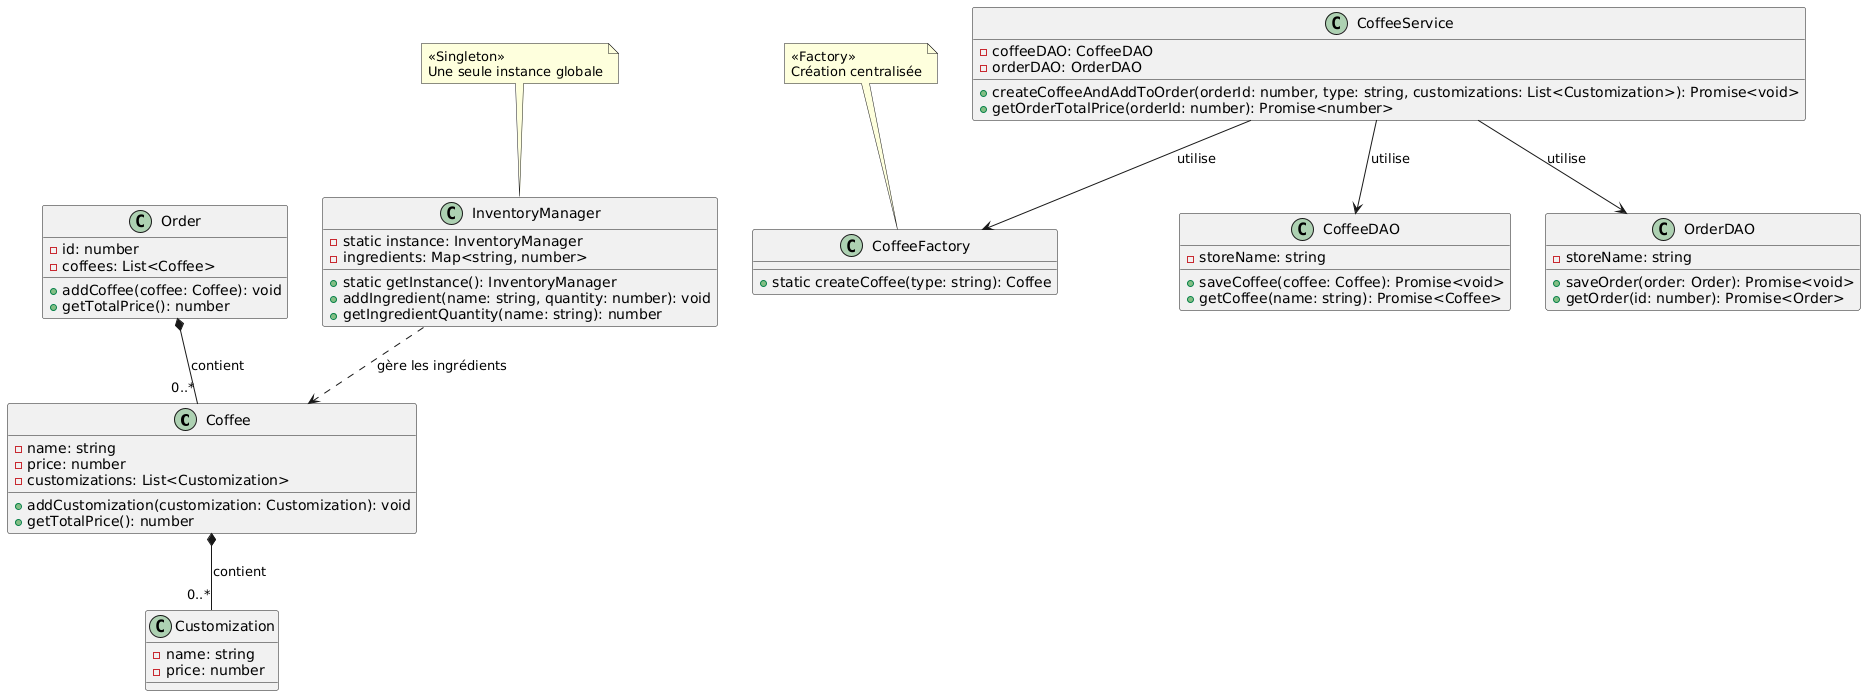 CoffeeService
coffeeDAO: CoffeeDAO
orderDAO: OrderDAO
createCoffeeAndAddToOrder(orderId: number, type: string, customizations: List<Customization>): Promise<void>
getOrderTotalPrice(orderId: number): Promise<number>
«Singleton»
Une seule instance globale
«Factory»
Création centralisée
utilise
utilise
utilise
Order
id: number
coffees: List<Coffee>
addCoffee(coffee: Coffee): void
getTotalPrice(): number
InventoryManager
static instance: InventoryManager
ingredients: Map<string, number>
static getInstance(): InventoryManager
addIngredient(name: string, quantity: number): void
getIngredientQuantity(name: string): number
CoffeeFactory
static createCoffee(type: string): Coffee
CoffeeDAO
storeName: string
saveCoffee(coffee: Coffee): Promise<void>
getCoffee(name: string): Promise<Coffee>
OrderDAO
storeName: string
saveOrder(order: Order): Promise<void>
getOrder(id: number): Promise<Order>
contient
0..*
gère les ingrédients
Coffee
name: string
price: number
customizations: List<Customization>
addCustomization(customization: Customization): void
getTotalPrice(): number
contient
0..*
Customization
name: string
price: number